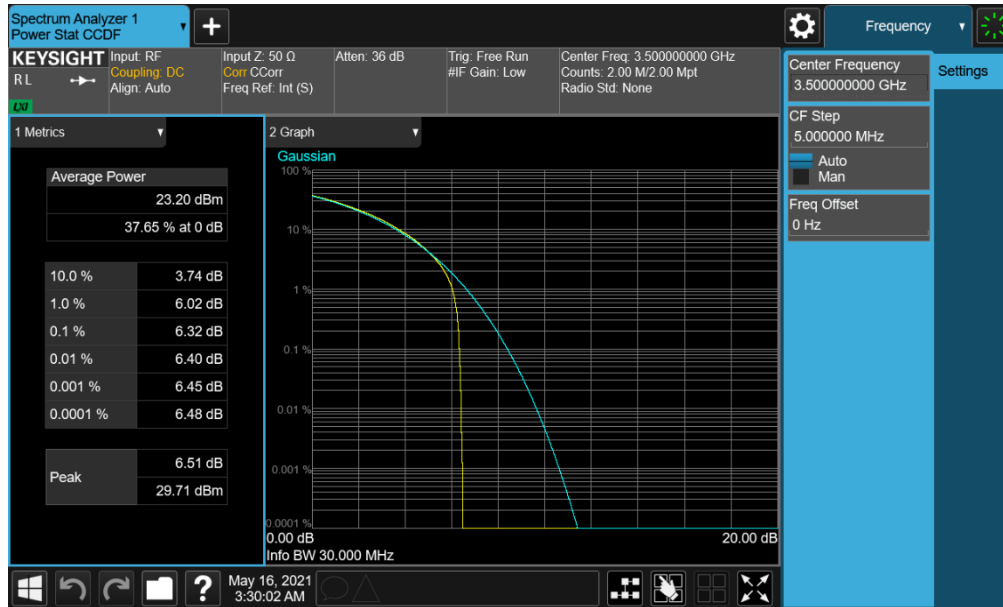 Spectrum Analyzer 1
Power Stat CCDF
+
Frequency
KEYSIGHT
R L
LXI
Input: RF
Coupling: DC
Align: Auto
Input Z: 50 Ω
Corr CCorr
Freq Ref: Int (S)
Atten: 36 dB
Trig: Free Run
#IF Gain: Low
Center Freq: 3.500000000 GHz
Counts: 2.00 M/2.00 Mpt
Radio Std: None
Center Frequency
3.500000000 GHz
Settings
CF Step
5.000000 MHz
Auto
Man
Freq Offset
0 Hz
1 Metrics
Average Power
23.20 dBm
37.65 % at 0 dB
10.0 % 3.74 dB
1.0 % 6.02 dB
0.1 % 6.32 dB
0.01 % 6.40 dB
0.001 % 6.45 dB
0.0001 % 6.48 dB
Peak
6.51 dB
29.71 dBm
2 Graph
Gaussian
100 %
10 %
1 %
0.1 %
0.01 %
0.001 %
0.0001 %
0.00 dB 20.00 dB
Info BW 30.000 MHz
?
May 16, 2021
3:30:02 AM